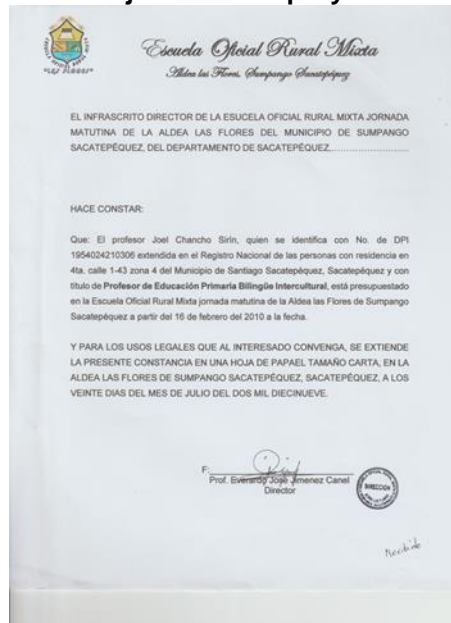 "LAS FLORES"
Escuela Oficial Rural Mixta
Aldea las Flores, Sumpango Sacatepéquez
EL INFRASCRITO DIRECTOR DE LA ESUCELA OFICIAL RURAL MIXTA JORNADA
MATUTINA DE LA ALDEA LAS FLORES DEL MUNICIPIO DE SUMPANGO
SACATEPÉQUEZ, DEL DEPARTAMENTO DE SACATEPÉQUEZ.................................
HACE CONSTAR:
Que: El profesor Joel Chancho Sirin, quien se identifica con No. de DPI
1954024210306 extendida en el Registro Nacional de las personas con residencia en
4ta. calle 1-43 zona 4 del Municipio de Santiago Sacatepéquez, Sacatepéquez y con
titulo de Profesor de Educación Primaria Bilingüe Intercultural, está presupuestado
en la Escuela Oficial Rural Mixta jornada matutina de la Aldea las Flores de Sumpango
Sacatepéquez a partir del 16 de febrero del 2010 a la fecha.
Y PARA LOS USOS LEGALES QUE AL INTERESADO CONVENGA, SE EXTIENDE
LA PRESENTE CONSTANCIA EN UNA HOJA DE PAPAEL TAMAÑO CARTA, EN LA
ALDEA LAS FLORES DE SUMPANGO SACATEPÉQUEZ, SACATEPÉQUEZ, A LOS
VEINTE DIAS DEL MES DE JULIO DEL DOS MIL DIECINUEVE.
F:
Prof. Everardo José Jimenez Canel
Director
DIRECCIÓN
Recibido